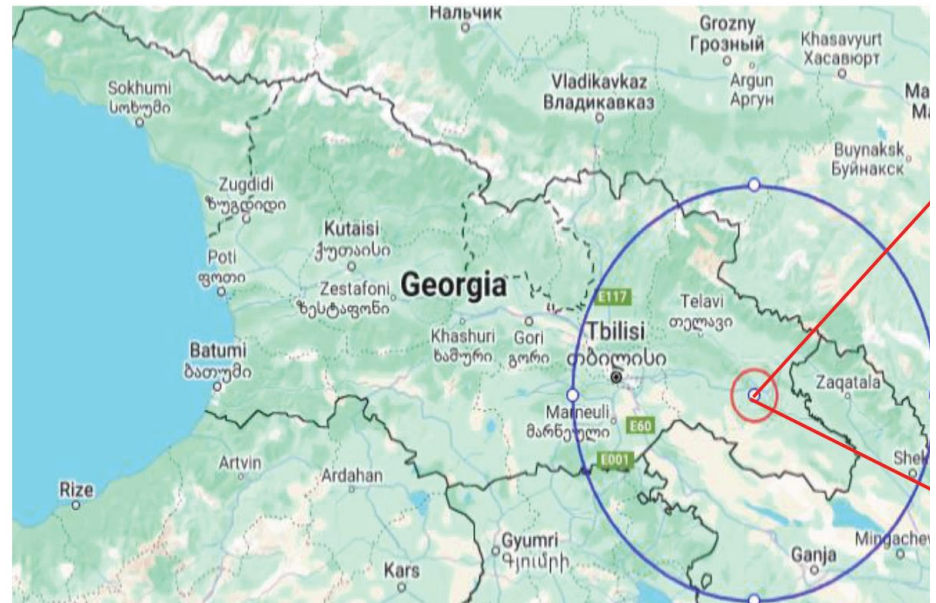 Нальчик
Grozny
Грозный
Khasavyurt
Хасавюрт
Argun
Аргун
Vladikavkaz
Владикавказ
Sokhumi
სოხუმი
Buynaksk
Буйнакск
Zugdidi
ზუგდიდი
Kutaisi
ქუთაისი
Poti
ფოთი
Georgia
Zestafoni
ზესტაფონი
E117
Telavi
თელავი
Khashuri
ხაშური
Gori
გორი
Tbilisi
თბილისი
Batumi
ბათუმი
Zaqatala
Marneuli
მარნეული
E60
E001
Artvin
Ardahan
Rize
Gyumri
Գյումրի
Kars
Ganja